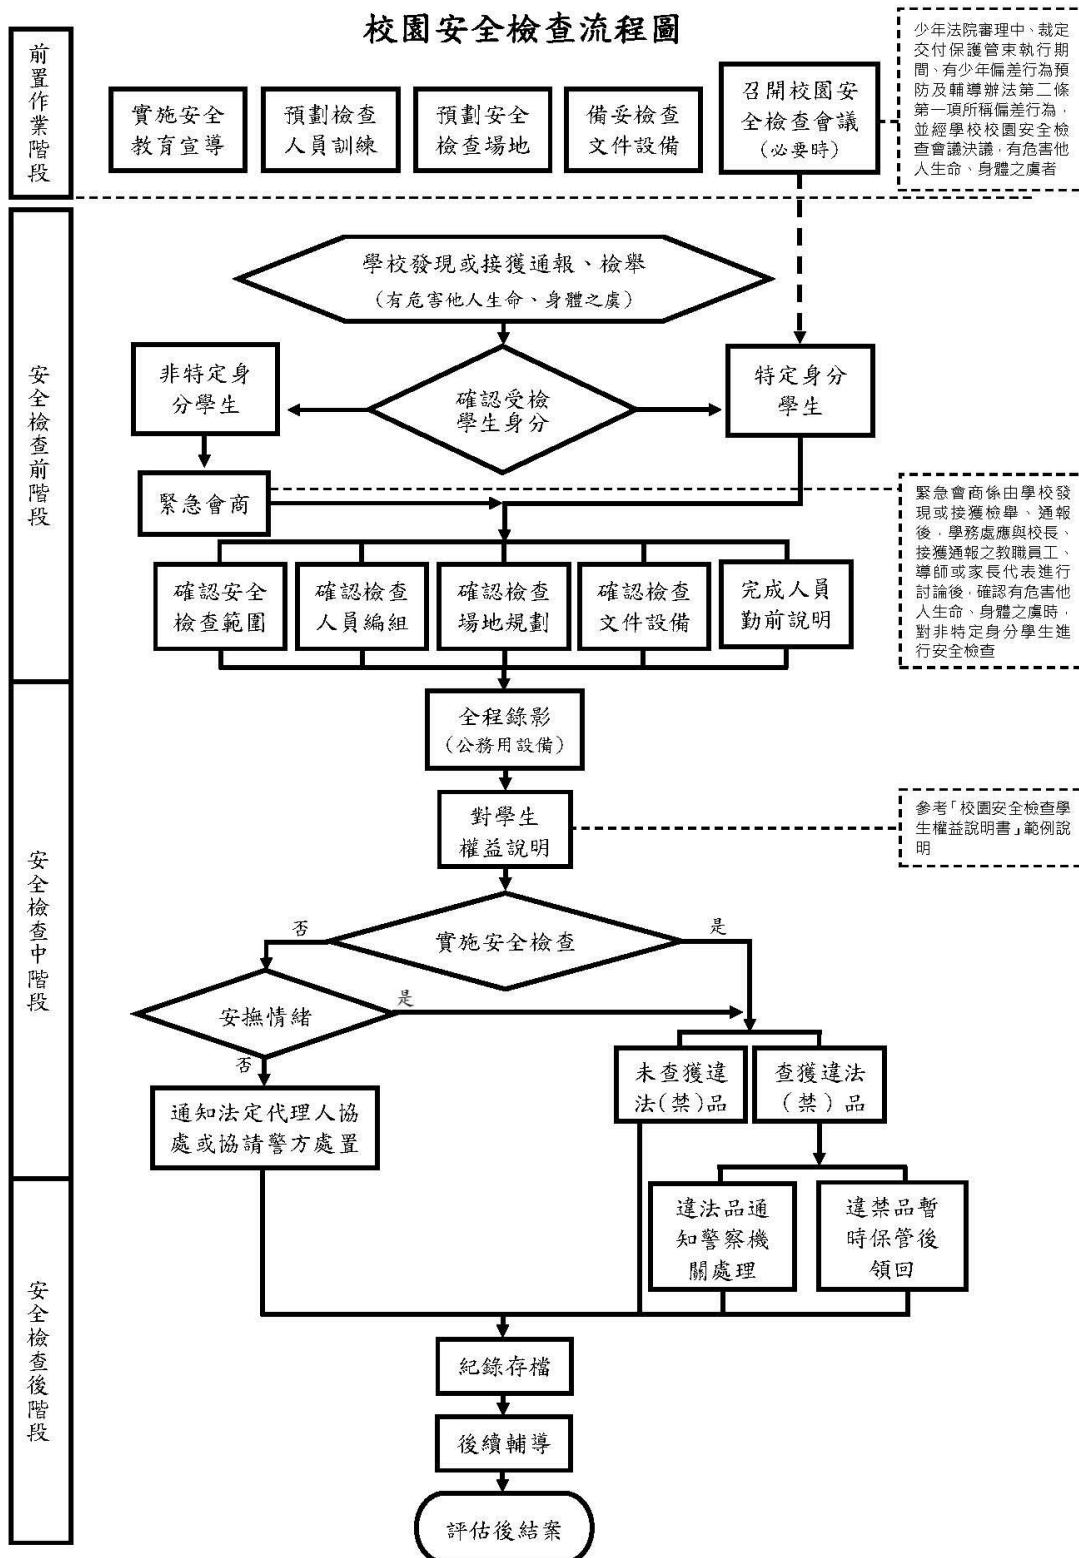 校園安全檢查流程圖
前置作業階段
實施安全
教育宣導
預劃檢查
人員訓練
預劃安全
檢查場地
備妥檢查
文件設備
召開校園安
全檢查會議
(必要時)
少年法院審理中、裁定
交付保護管束執行期
間、有少年偏差行為預
防及輔導辦法第二條
第一項所稱偏差行為，
並經學校校園安全檢
查會議決議，有危害他
人生命、身體之虞者
安全檢查前階段
學校發現或接獲通報、檢舉
(有危害他人生命、身體之虞)
非特定身
分學生
確認受檢
學生身分
特定身分
學生
緊急會商
緊急會商係由學校發
現或接獲檢舉、通報
後，學務處應與校長、
接獲通報之教職員工、
導師或家長代表進行
討論後，確認有危害他
人生命、身體之虞時，
對非特定身分學生進
行安全檢查
確認安全
檢查範圍
確認檢查
人員編組
確認檢查
場地規劃
確認檢查
文件設備
完成人員
勤前說明
安全檢查中階段
全程錄影
(公務用設備)
對學生
權益說明
參考「校園安全檢查學
生權益說明書」範例說
明
實施安全檢查
否
是
安撫情緒
是
否
未查獲違
法(禁)品
查獲違法
(禁)品
通知法定代理人協
處或協請警方處置
安全檢查後階段
違法品通
知警察機
關處理
違禁品暫
時保管後
領回
紀錄存檔
後續輔導
評估後結案